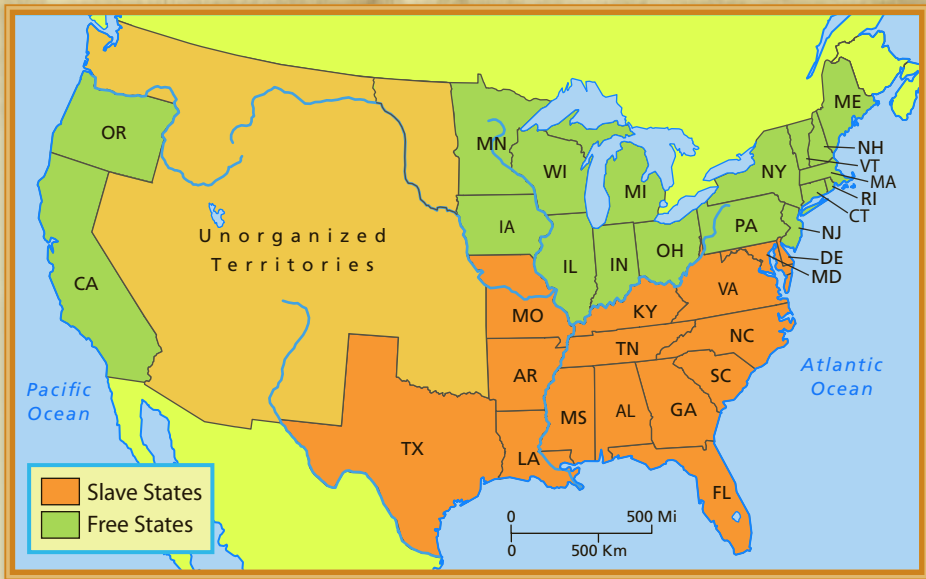 ME
OR
MN
NH
WI
NY
VT
MI
MA
RI
CT
IA
PA
Unorganized
Territories
NJ
OH
DE
IL
IN
MD
CA
VA
MO
KY
NC
TN
Pacific
Ocean
AR
SC
Atlantic
Ocean
MS
AL
GA
TX
LA
Slave States
Free States
FL
0 500 Mi
0 500 Km